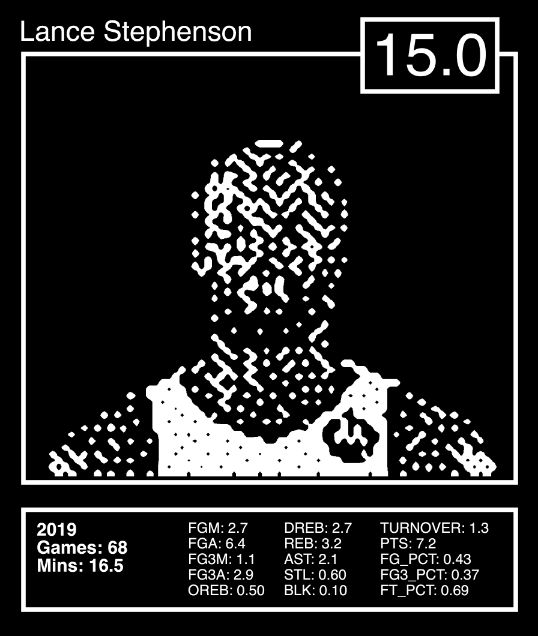 Lance Stephenson
15.0
2019
Games: 68
Mins: 16.5
FGM: 2.7
FGA: 6.4
FG3M: 1.1
FG3A: 2.9
OREB: 0.50
DREB: 2.7
REB: 3.2
AST: 2.1
STL: 0.60
BLK: 0.10
TURNOVER: 1.3
PTS: 7.2
FG_PCT: 0.43
FG3_PCT: 0.37
FT_PCT: 0.69